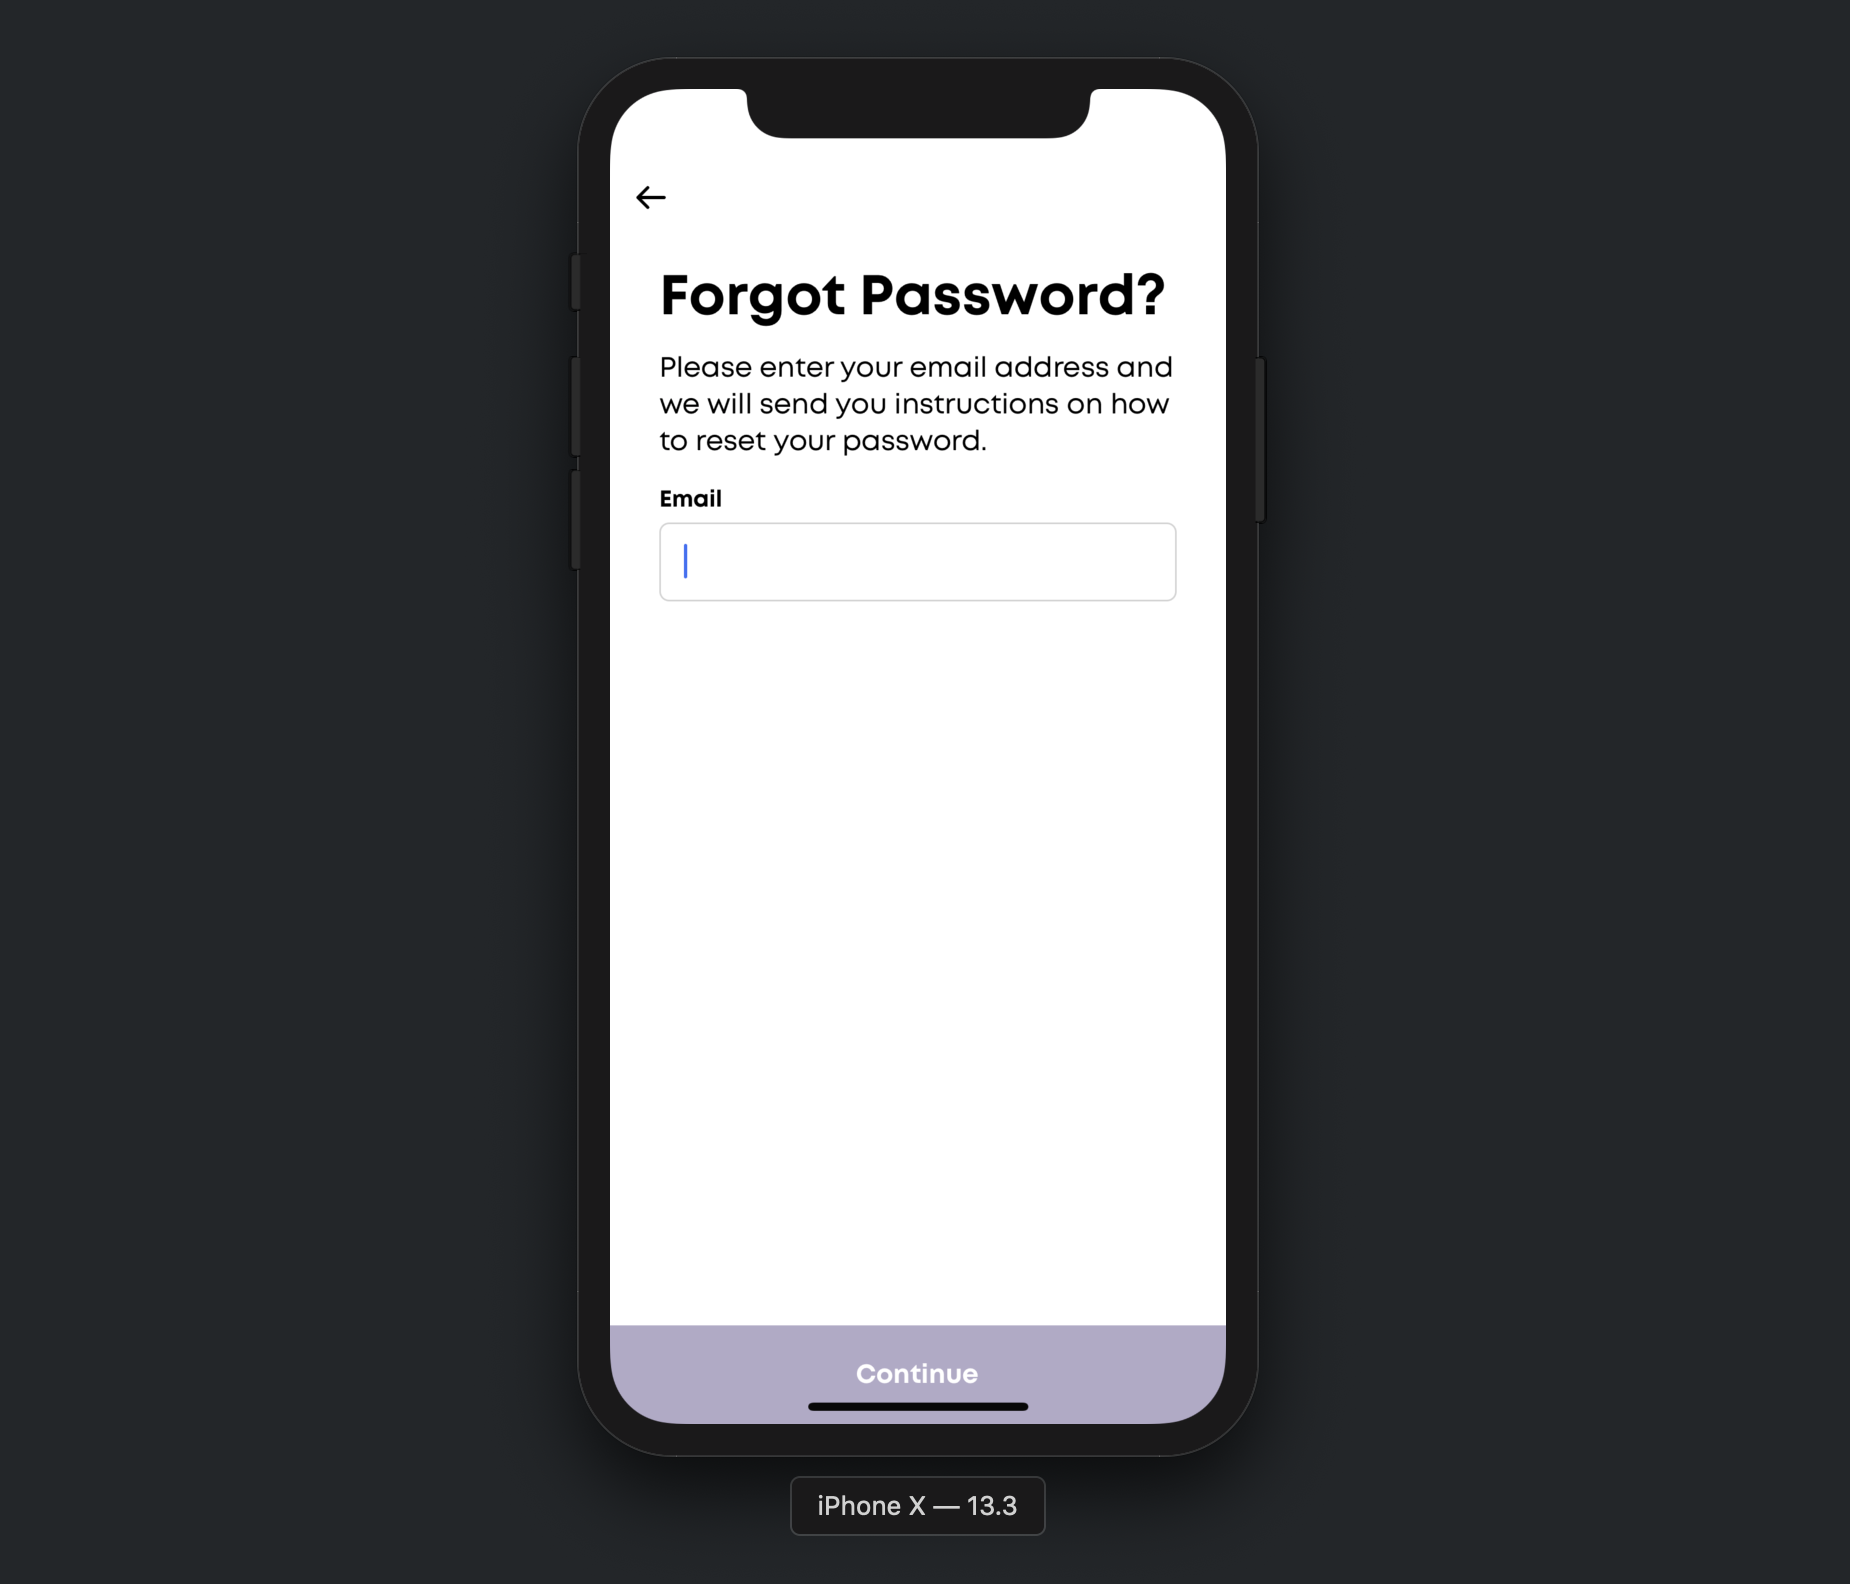 Forgot Password?
Please enter your email address and
we will send you instructions on how
to reset your password.
Email
Continue
iPhone X — 13.3